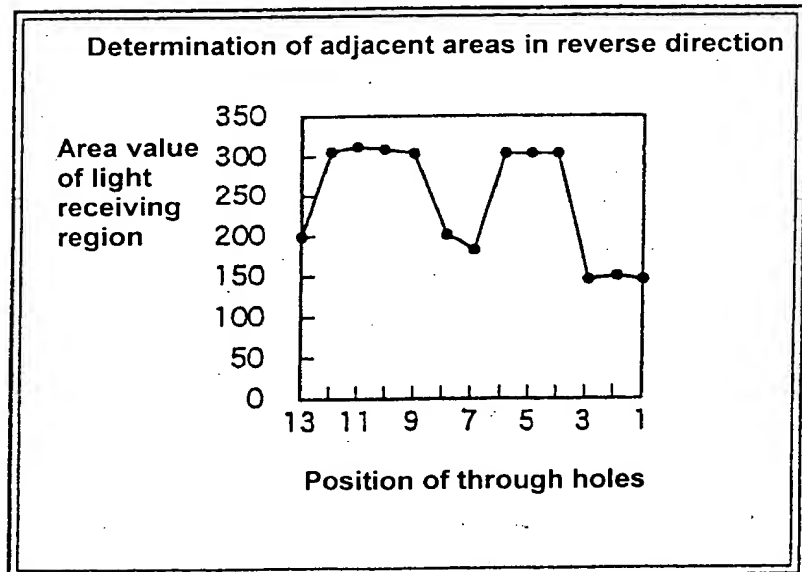 Determination of adjacent areas in reverse direction
Area value
of light
receiving
region
350
300
250
200
150
100
50
0
13 11 9 7 5 3 1
Position of through holes